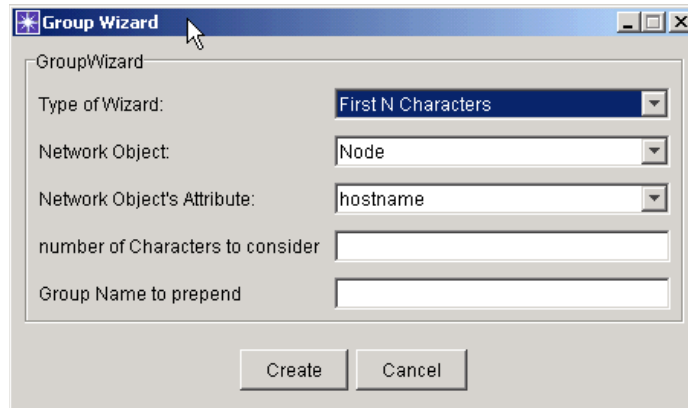 Group Wizard
GroupWizard
Type of Wizard: First N Characters
Network Object: Node
Network Object's Attribute: hostname
number of Characters to consider
Group Name to prepend
Create Cancel